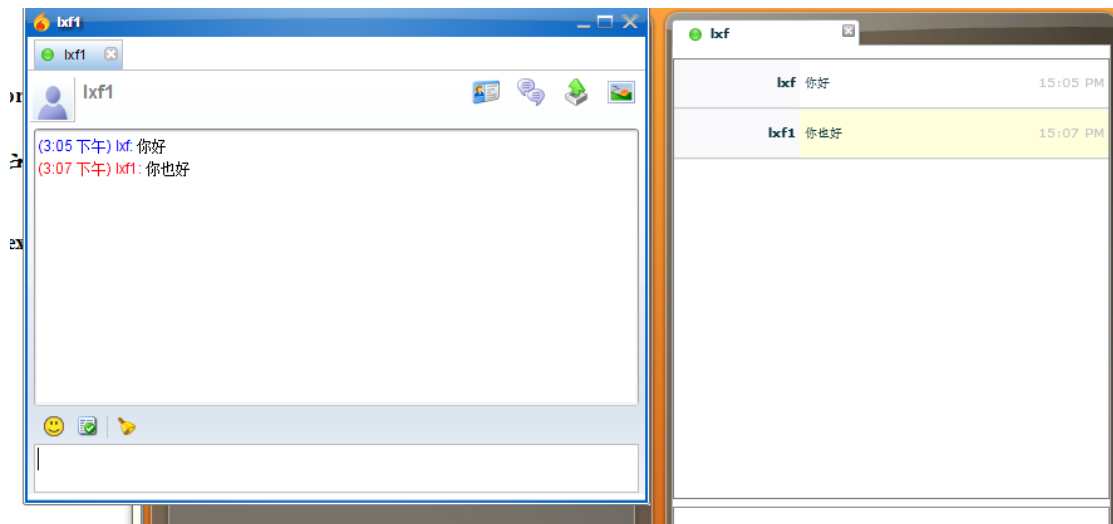 lxf1
lxf1
lxf1
(3:05 下午) lxf: 你好
(3:07 下午) lxf1: 你也好
lxf
lxf 你好 15:05 PM
lxf1 你也好 15:07 PM